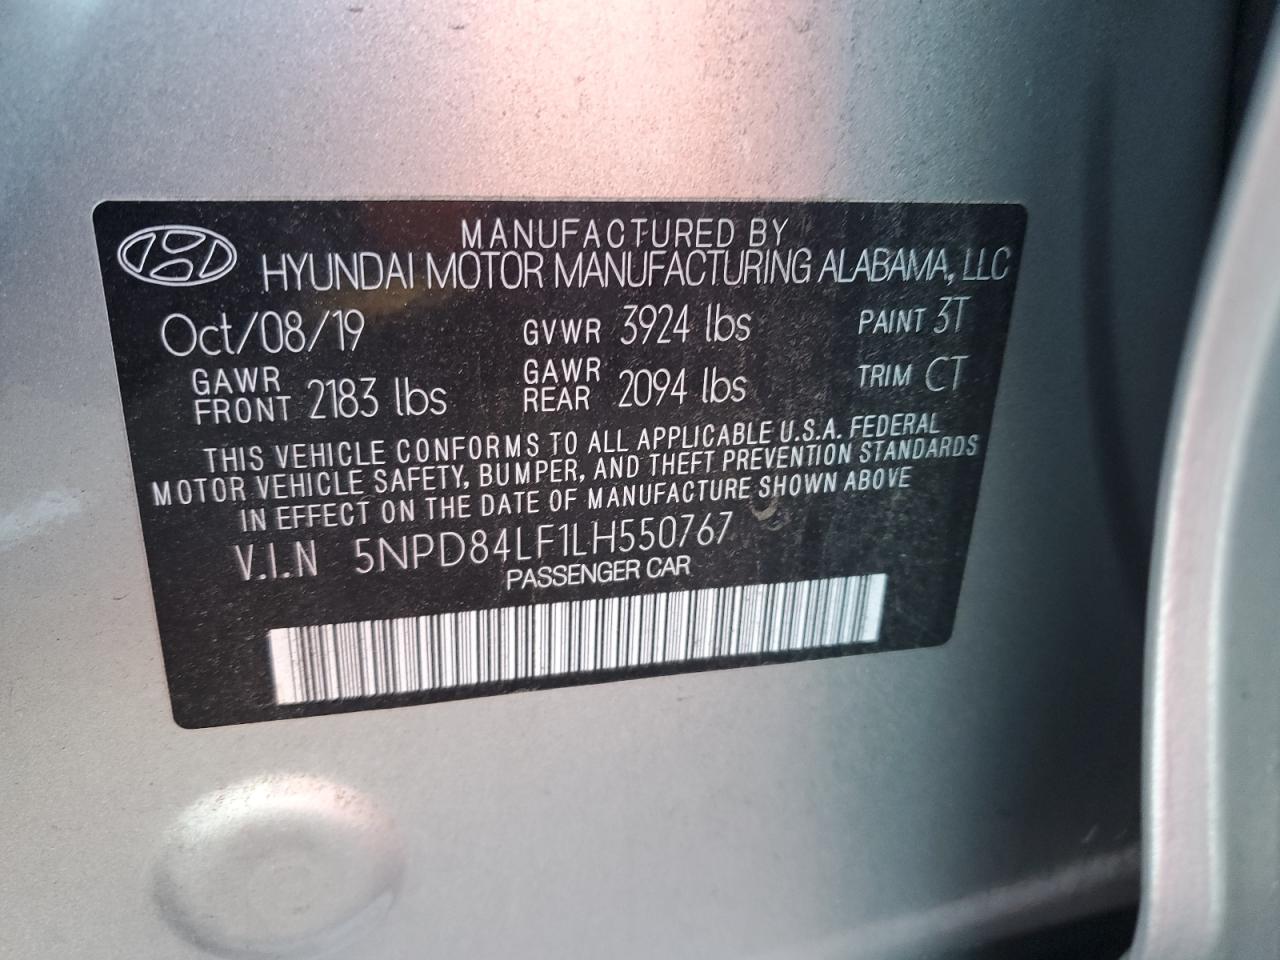 MANUFACTURED BY
HYUNDAI MOTOR MANUFACTURING ALABAMA, LLC
Oct/08/19 GVWR 3924 lbs PAINT 3T
GAWR FRONT 2183 lbs GAWR REAR 2094 lbs TRIM CT
THIS VEHICLE CONFORMS TO ALL APPLICABLE U.S.A. FEDERAL
MOTOR VEHICLE SAFETY, BUMPER, AND THEFT PREVENTION STANDARDS
IN EFFECT ON THE DATE OF MANUFACTURE SHOWN ABOVE
V.I.N 5NPD84LF1LH550767
PASSENGER CAR